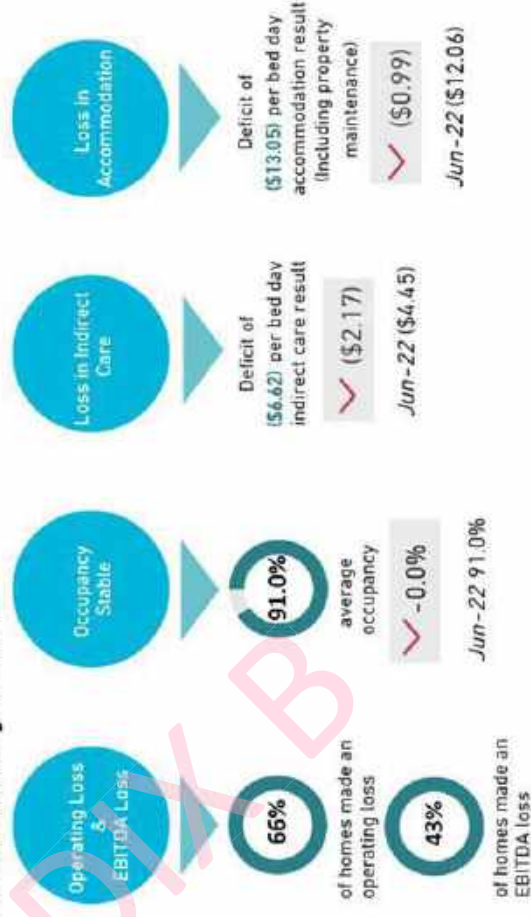 Operating Loss
&
EBITDA Loss
66%
of homes made an
operating loss
43%
of homes made an
EBITDA loss
Occupancy
Stable
91.0%
average
occupancy
-0.0%
Jun-22 91.0%
Loss in Indirect
Care
Deficit of
($6.62) per bed day
indirect care result
($2.17)
Jun-22 ($4.45)
Loss in
Accommodation
Deficit of
($13.05) per bed day
accommodation result
(Including property
maintenance)
($0.99)
Jun-22 ($12.06)
DIX B